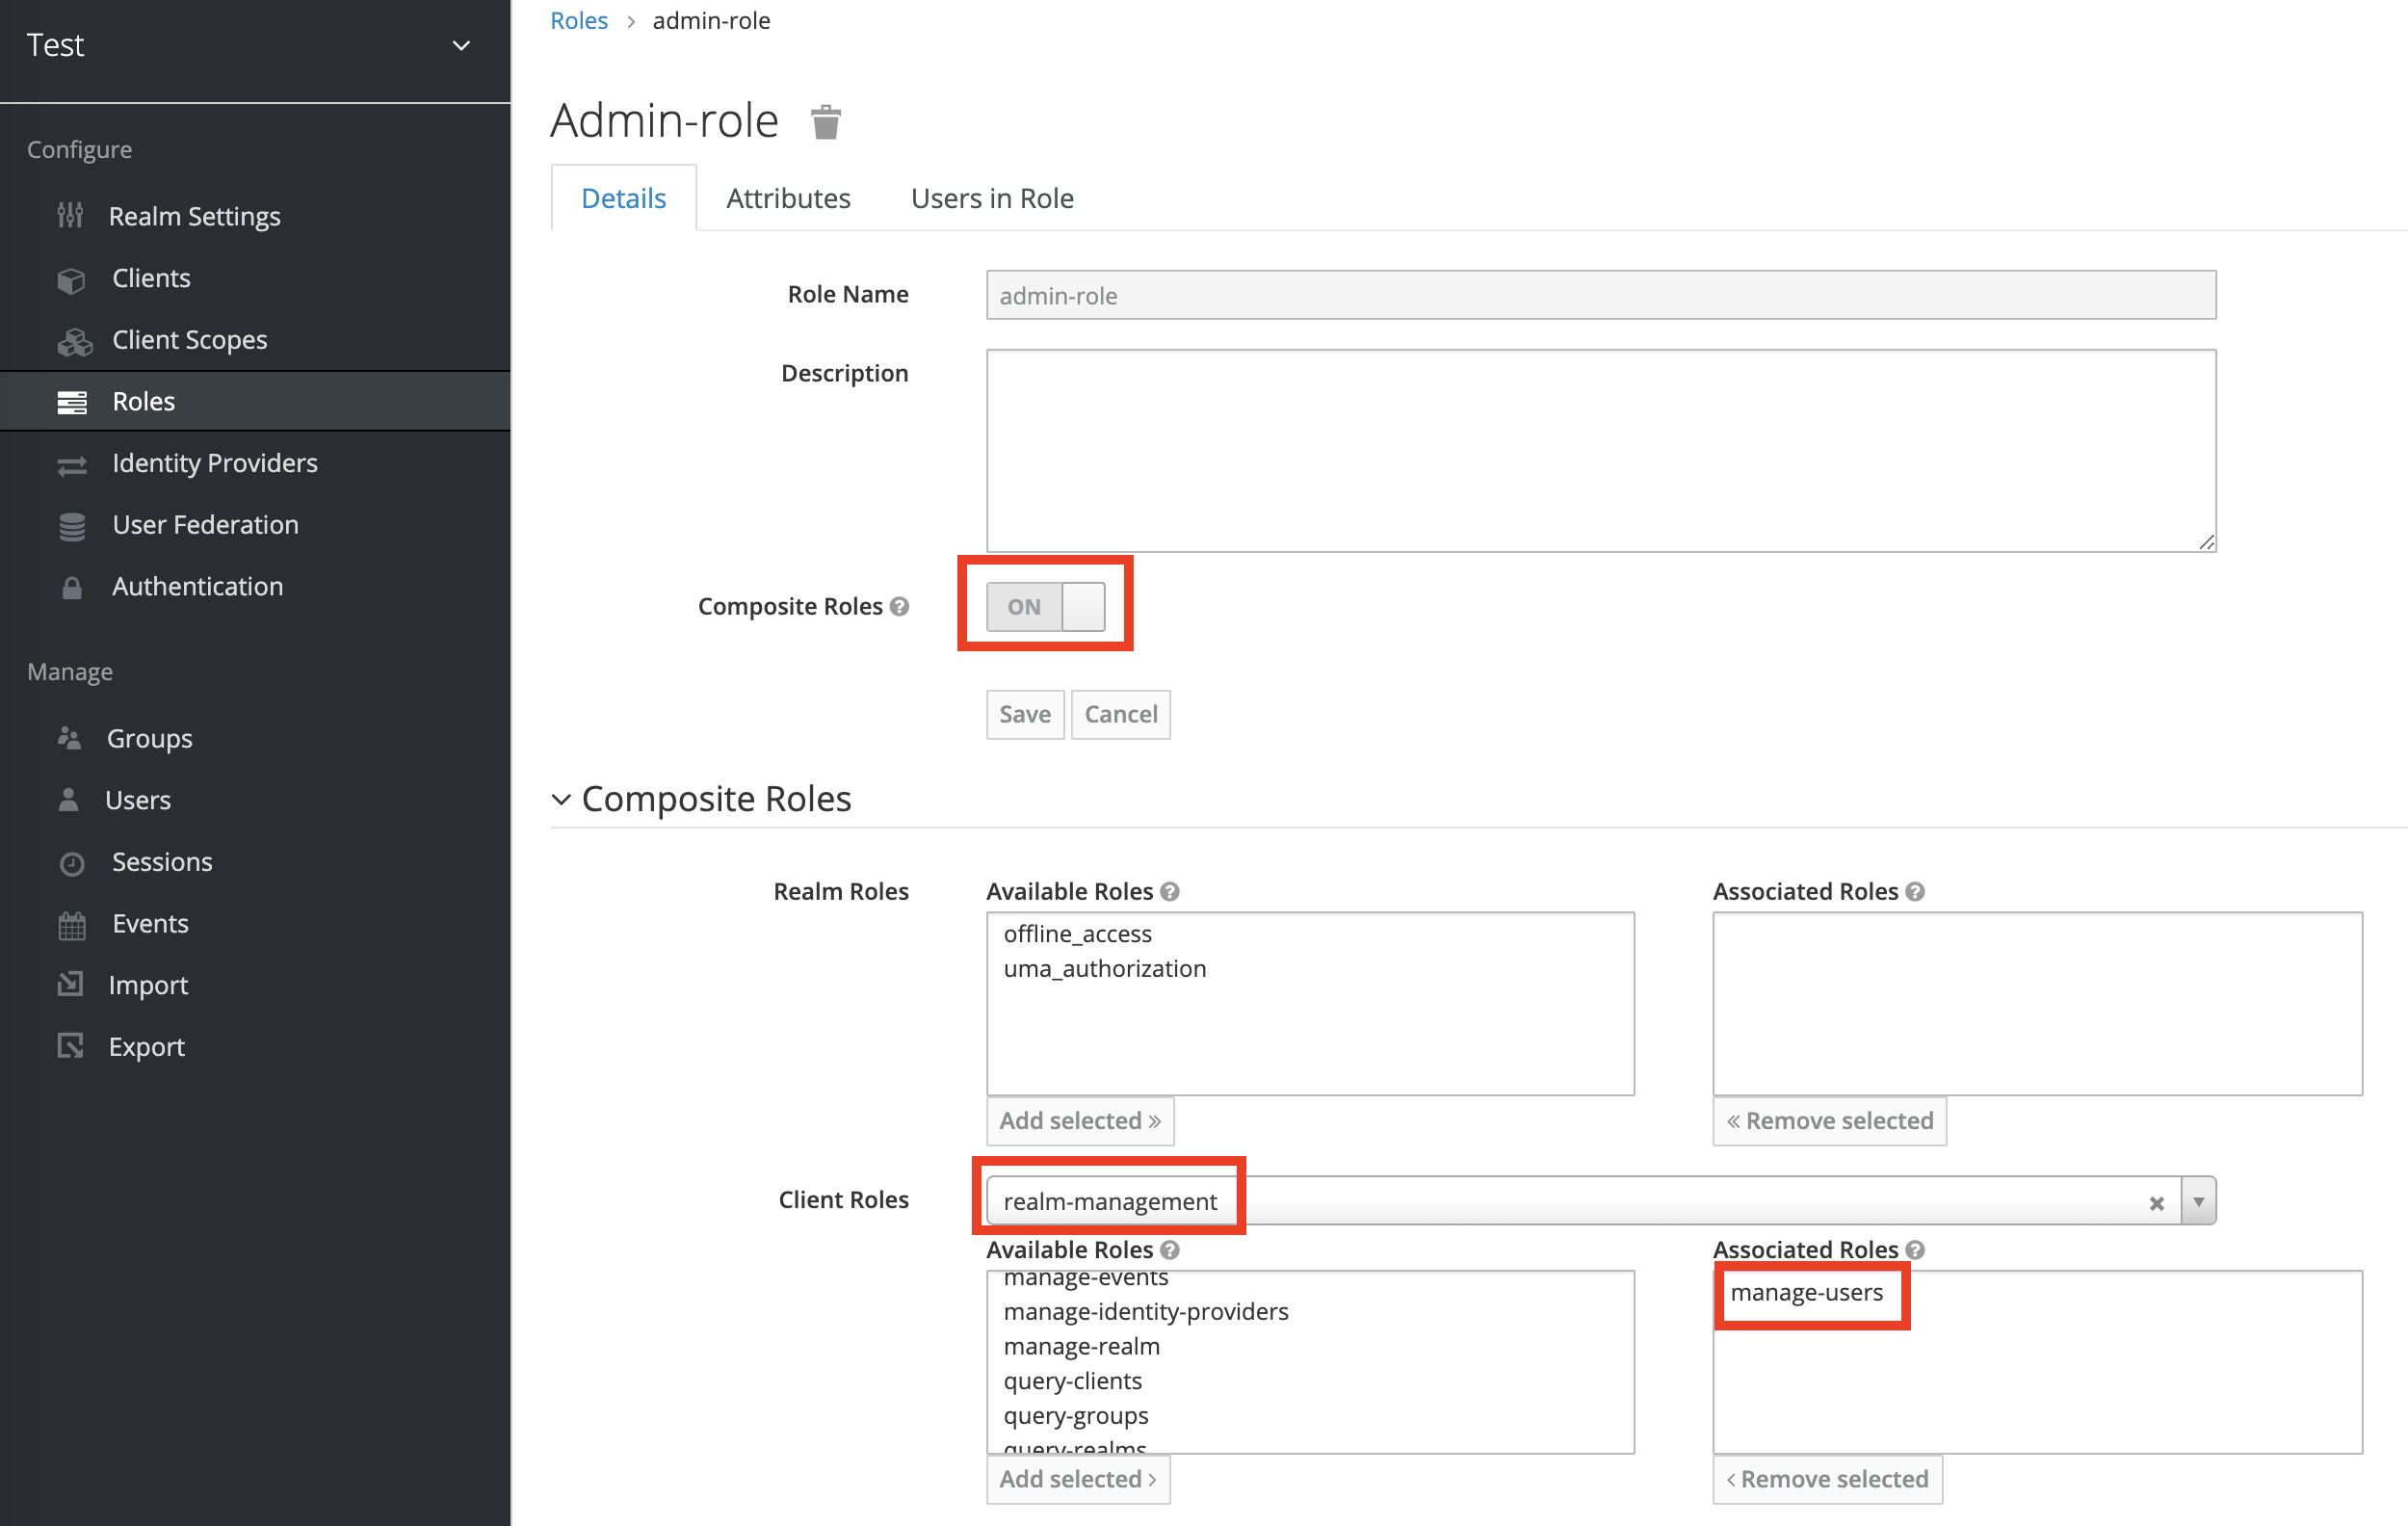 Test
Configure
Realm Settings
Clients
Client Scopes
Roles
Identity Providers
User Federation
Authentication
Manage
Groups
Users
Sessions
Events
Import
Export
Roles > admin-role
Admin-role
Details Attributes Users in Role
Role Name admin-role
Description
Composite Roles ? ON
Save Cancel
Composite Roles
Realm Roles Available Roles ? Associated Roles ?
offline_access
uma_authorization
Add selected » « Remove selected
Client Roles realm-management
Available Roles ? Associated Roles ?
manage-events manage-users
manage-identity-providers
manage-realm
query-clients
query-groups
query-realms
Add selected > < Remove selected